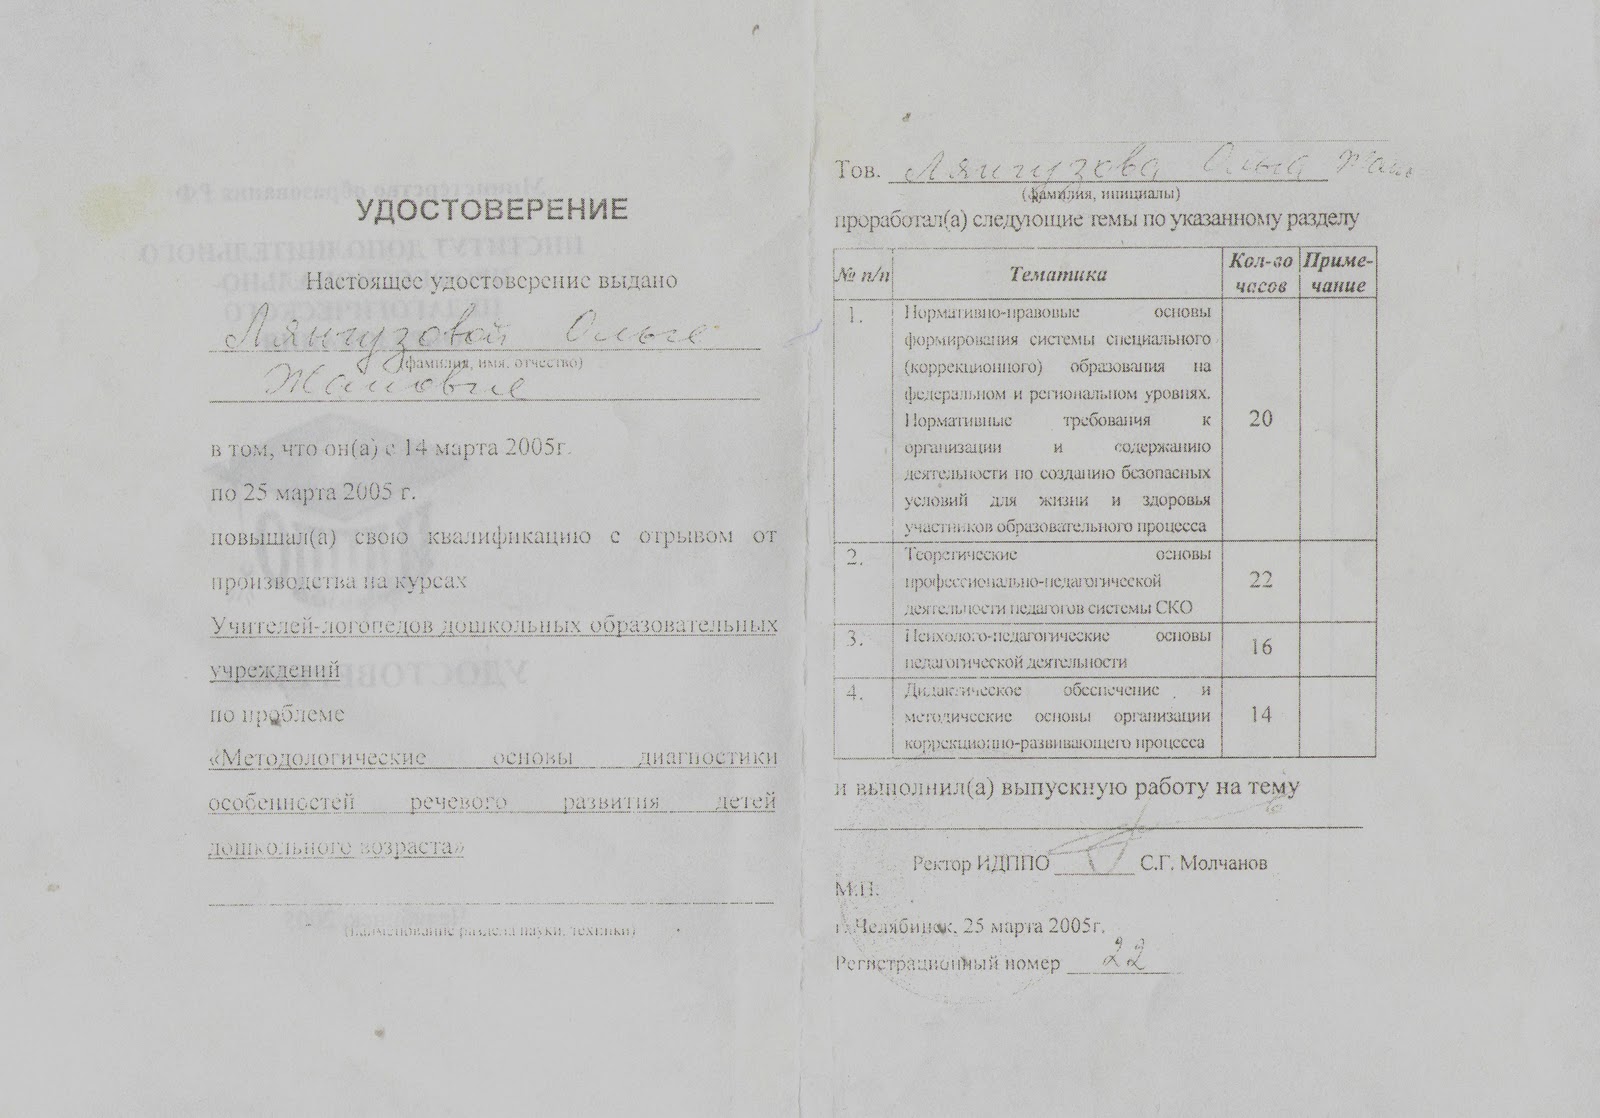 УДОСТОВЕРЕНИЕ
Настоящее удостоверение выдано
Лянгузовой Ольге
(фамилия, имя, отчество)
в том, что он(а) с 14 марта 2005г.
по 25 марта 2005 г.
повышал(а) свою квалификацию с отрывом от
производства на курсах
Учителей-логопедов дошкольных образовательных
учреждений
по проблеме
«Методологические основы диагностики
особенностей речевого развития детей
дошкольного возраста»
(наименование раздела науки, техники)
Тов. Лянгузова Ольга
(фамилия, инициалы)
проработал(а) следующие темы по указанному разделу
№ п/п Тематика Кол-во часов Приме-чание
1. Нормативно-правовые основы
формирования системы специального
(коррекционного) образования на
федеральном и региональном уровнях.
Нормативные требования к 20
организации и содержанию
деятельности по созданию безопасных
условий для жизни и здоровья
участников образовательного процесса
2. Теоретические основы
профессионально-педагогической 22
деятельности педагогов системы СКО
3. Психолого-педагогические основы 16
педагогической деятельности
4. Дидактическое обеспечение и
методические основы организации 14
коррекционно-развивающего процесса
и выполнил(а) выпускную работу на тему
Ректор ИДППО С.Г. Молчанов
М.П.
г. Челябинск, 25 марта 2005г.
Регистрационный номер 22